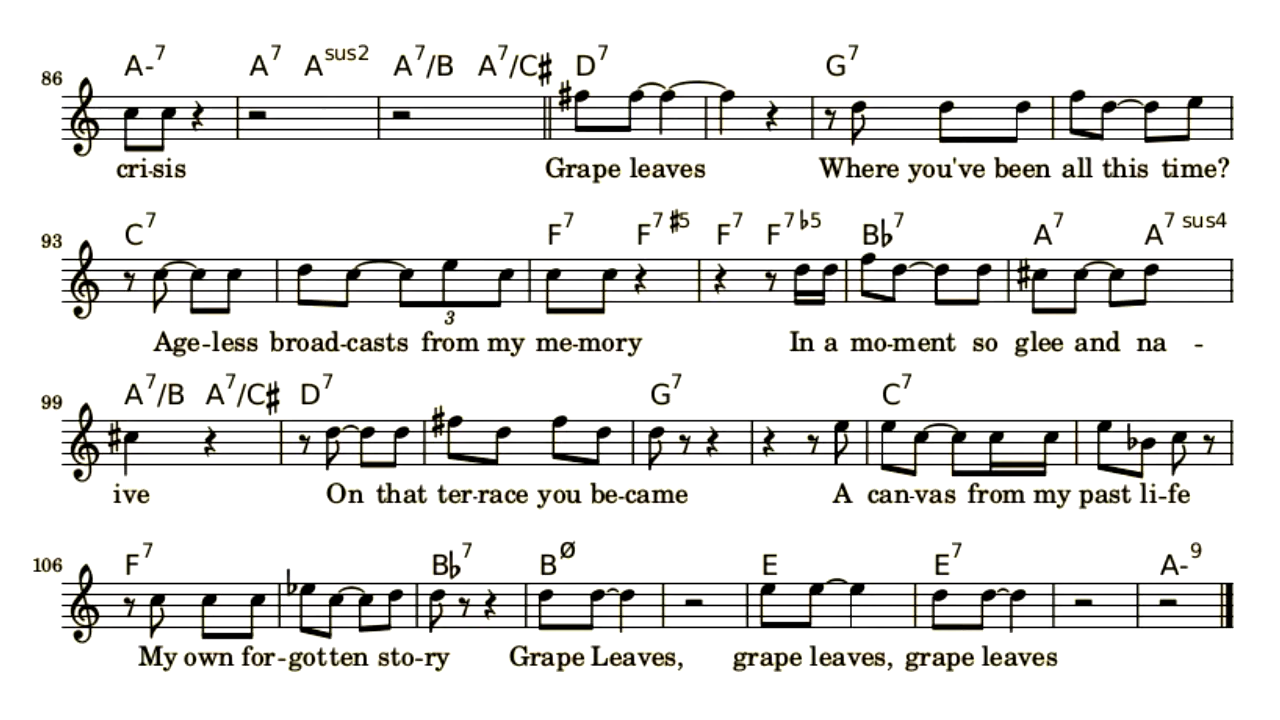 A-7 A7 Asus2 A7/B A7/C♯ D7 G7
86
cri-sis Grape leaves Where you've been all this time?
C7 F7 F7 ♯5 F7 F7 ♭5 B♭7 A7 A7 sus4
93
3
Age-less broad-casts from my me-mory In a mo-ment so glee and na -
A7/B A7/C♯ D7 G7 C7
99
ive On that ter-race you be-came A can-vas from my past li-fe
F7 B♭7 BØ E E7 A-9
106
My own for-gotten sto-ry Grape Leaves, grape leaves, grape leaves